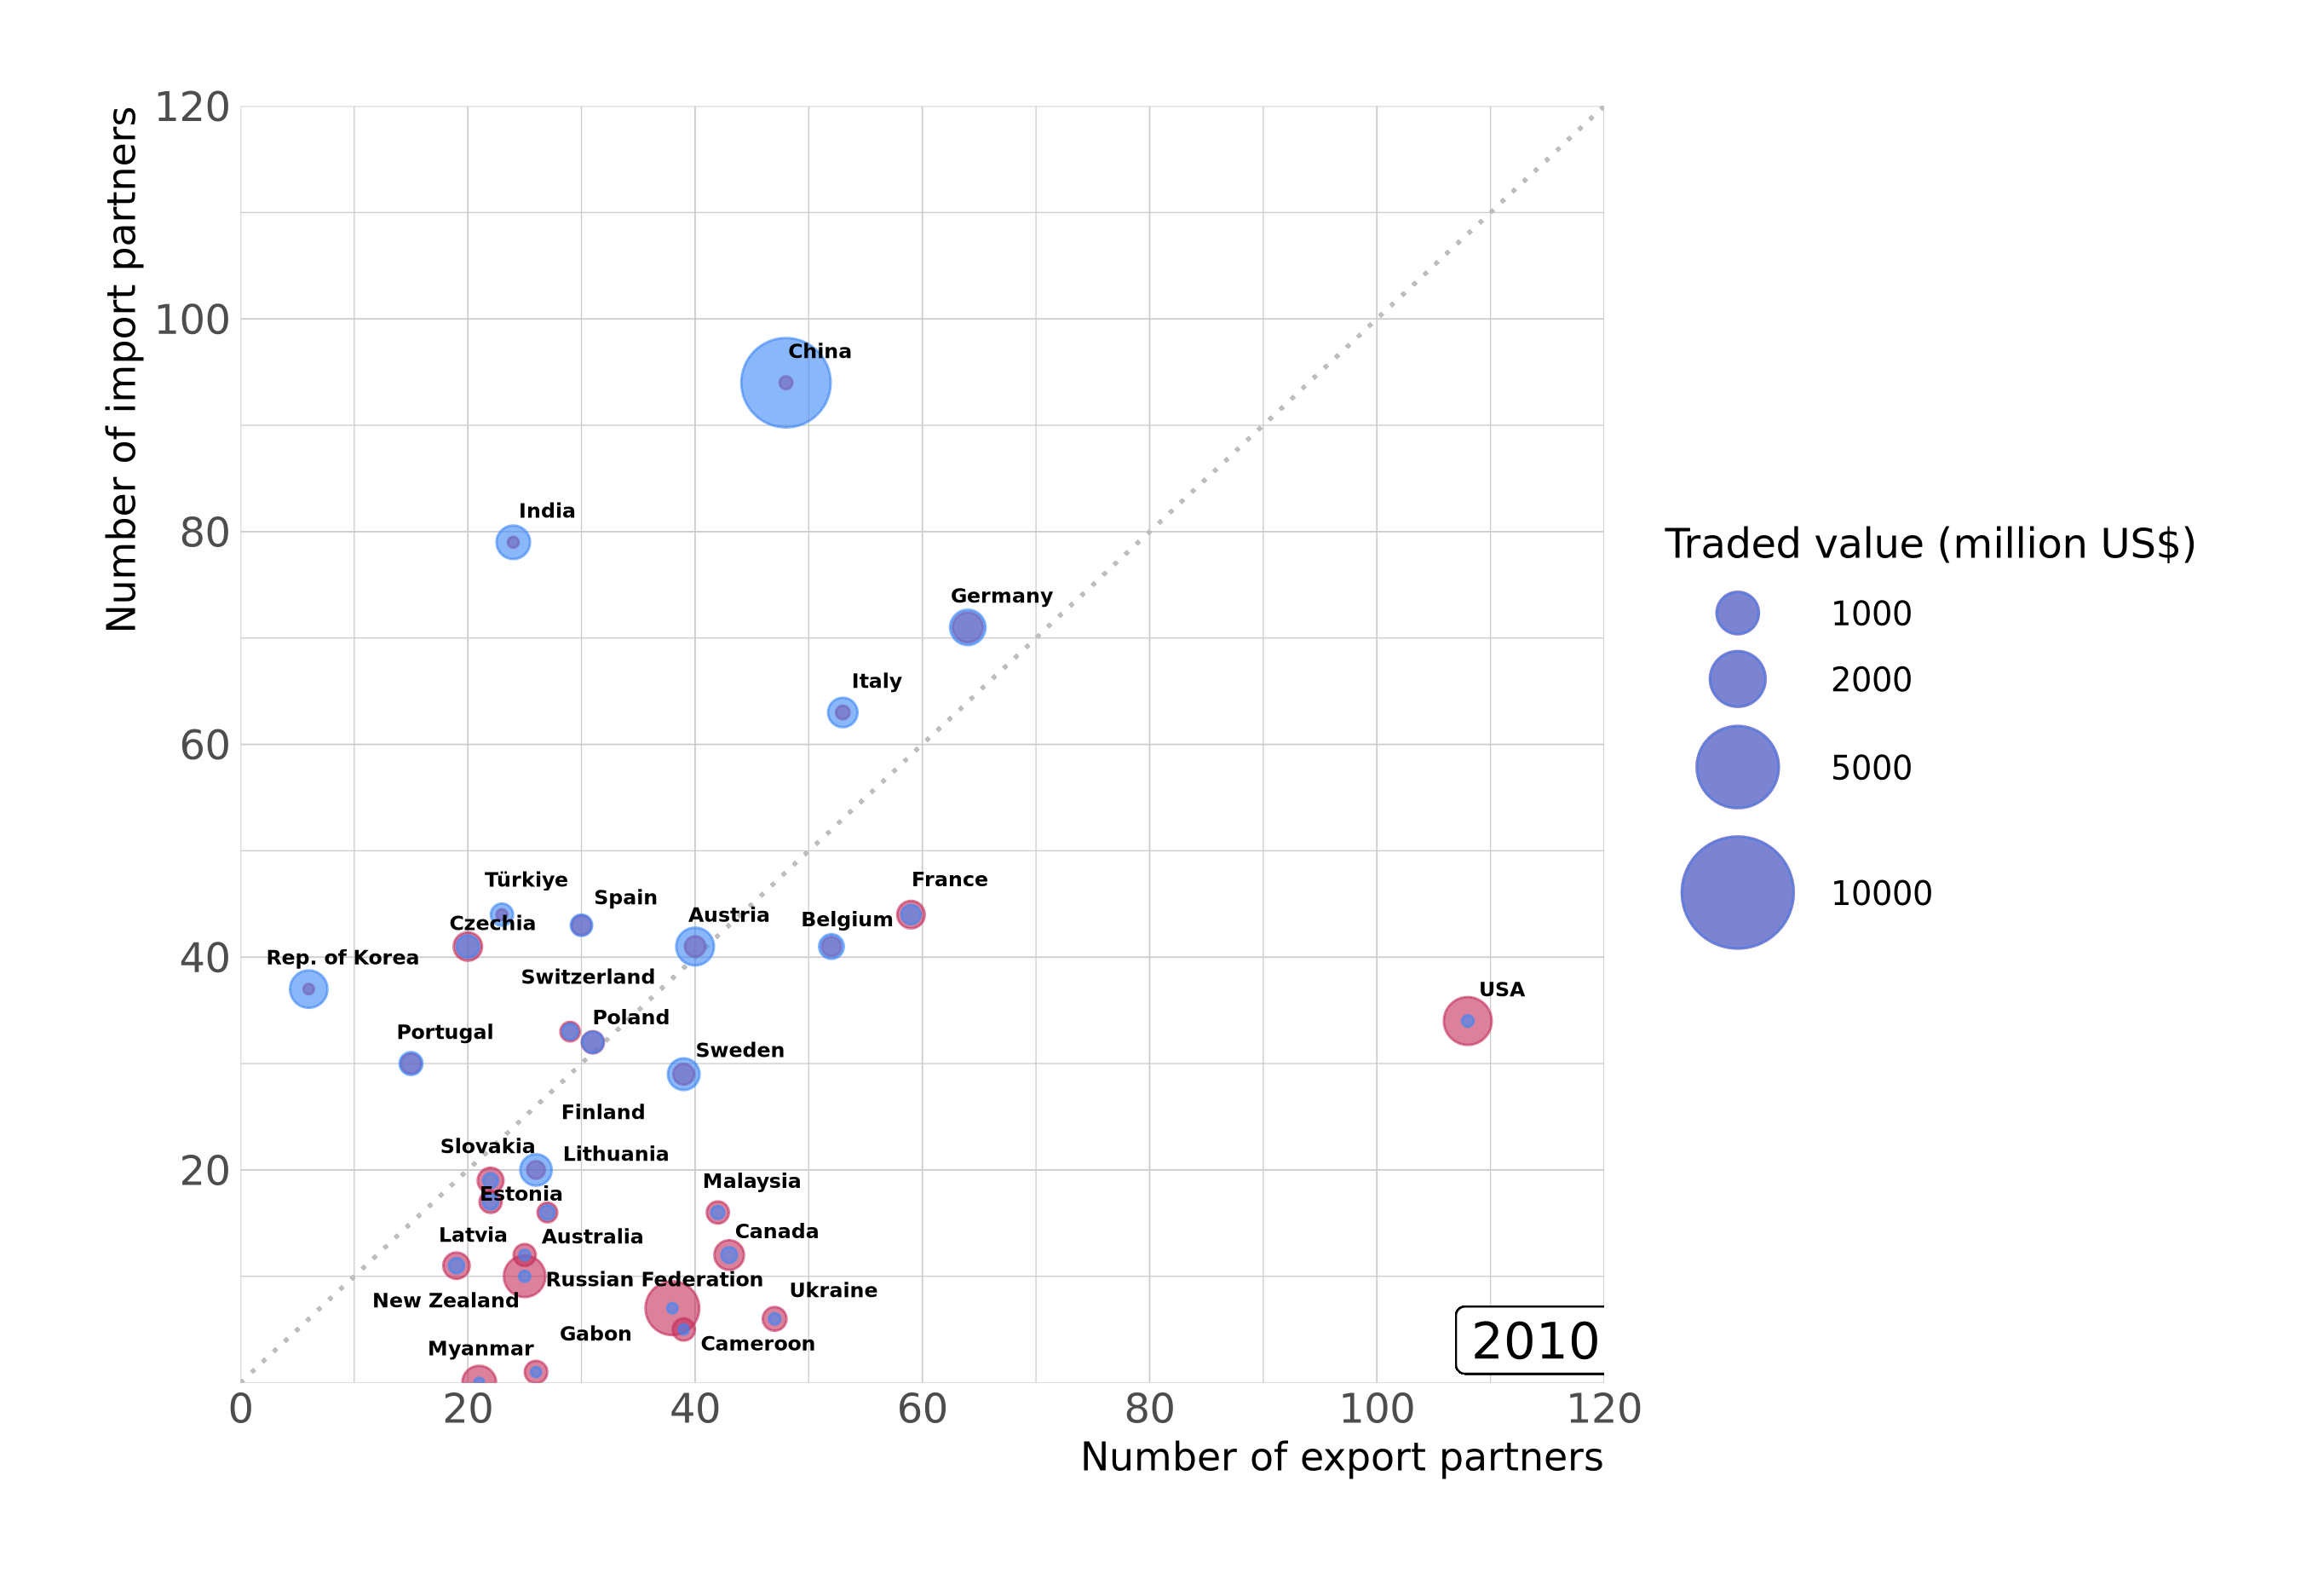 Number of import partners
120
100
80
60
40
20
China
India
Germany
Italy
Türkiye
Spain
France
Czechia
Austria
Belgium
Rep. of Korea
Switzerland
USA
Portugal
Poland
Sweden
Finland
Slovakia
Lithuania
Estonia
Malaysia
Latvia
Australia
Canada
Russian Federation
New Zealand
Ukraine
Gabon
Cameroon
Myanmar
2010
0 20 40 60 80 100 120
Number of export partners
Traded value (million US$)
1000
2000
5000
10000